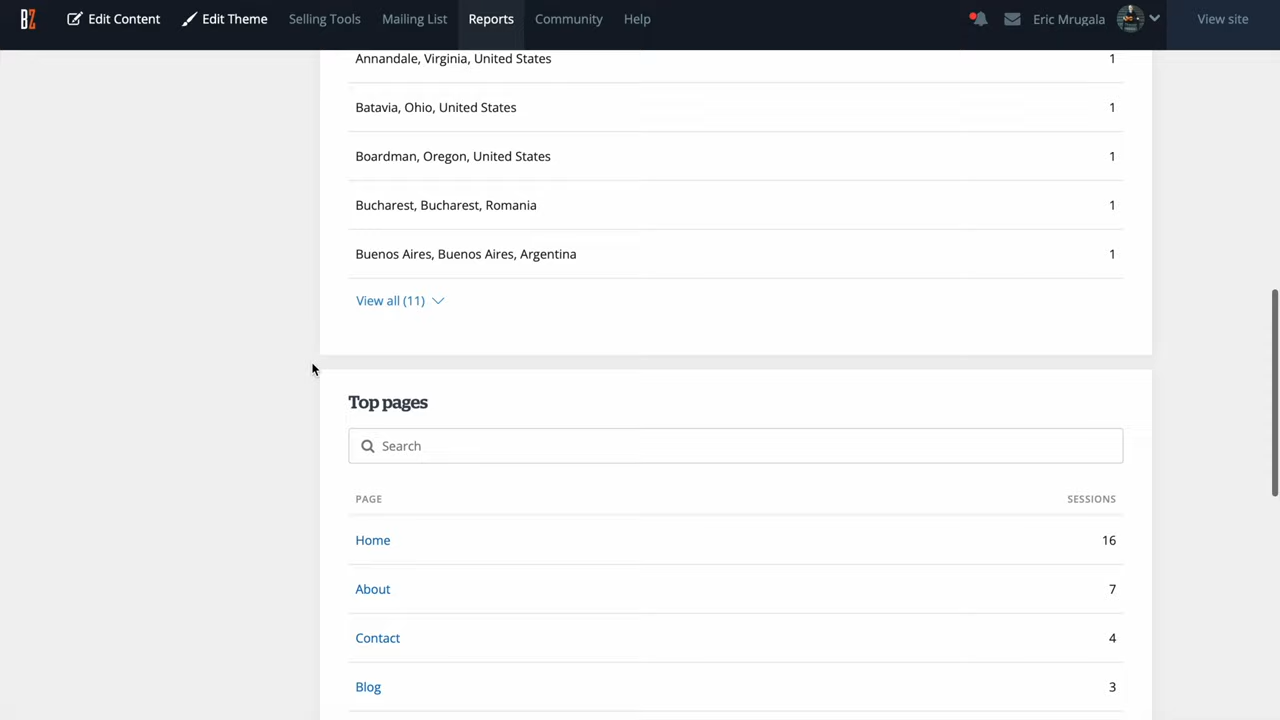 BZ Edit Content Edit Theme Selling Tools Mailing List Reports Community Help Eric Mrugala View site
Annandale, Virginia, United States 1
Batavia, Ohio, United States 1
Boardman, Oregon, United States 1
Bucharest, Bucharest, Romania 1
Buenos Aires, Buenos Aires, Argentina 1
View all (11)
Top pages
Search
PAGE SESSIONS
Home 16
About 7
Contact 4
Blog 3